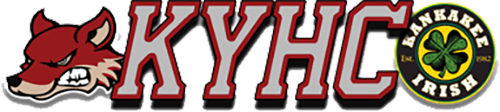 KYHC
KANKAKEE
Est. 1982
IRISH